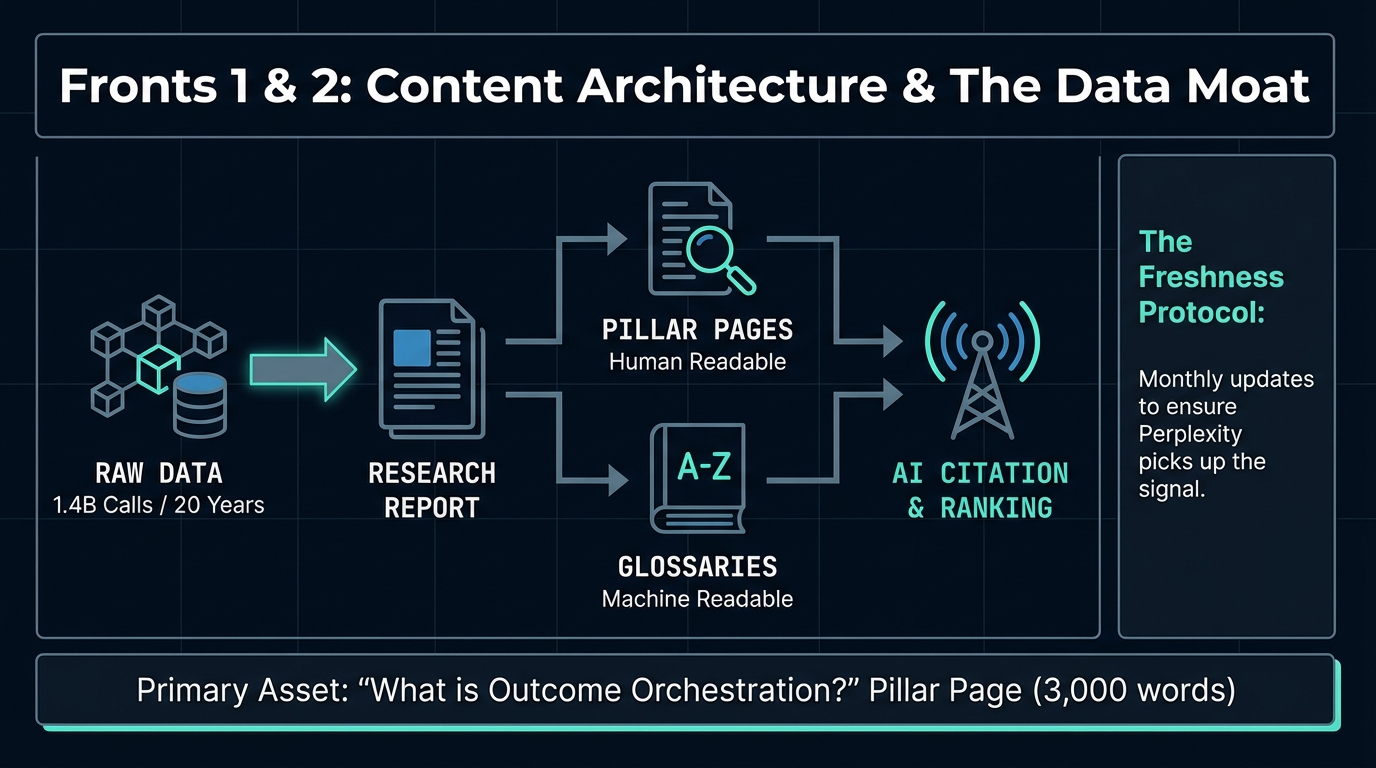 Fronts 1 & 2: Content Architecture & The Data Moat
RAW DATA
1.4B Calls / 20 Years
RESEARCH
REPORT
PILLAR PAGES
Human Readable
A-Z
GLOSSARIES
Machine Readable
AI CITATION
& RANKING
The
Freshness
Protocol:
Monthly updates
to ensure
Perplexity
picks up the
signal.
Primary Asset: “What is Outcome Orchestration?” Pillar Page (3,000 words)